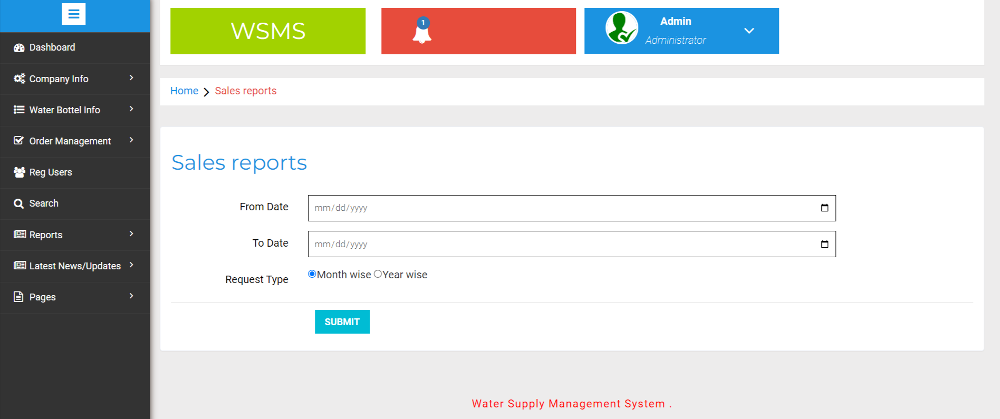 WSMS
1
Admin
Administrator
Dashboard
Company Info
Water Bottel Info
Order Management
Reg Users
Search
Reports
Latest News/Updates
Pages
Home > Sales reports
Sales reports
From Date mm/dd/yyyy
To Date mm/dd/yyyy
Request Type Month wise Year wise
SUBMIT
Water Supply Management System .